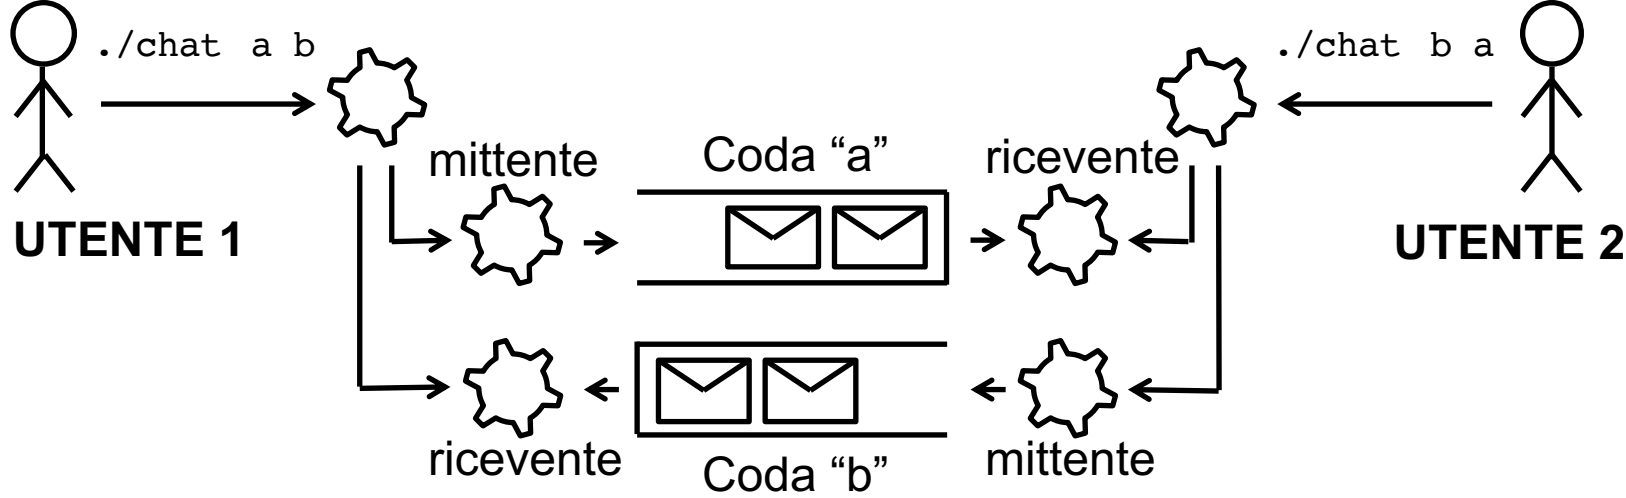 ./chat a b
./chat b a
mittente
Coda “a”
ricevente
UTENTE 1
UTENTE 2
ricevente
Coda “b”
mittente